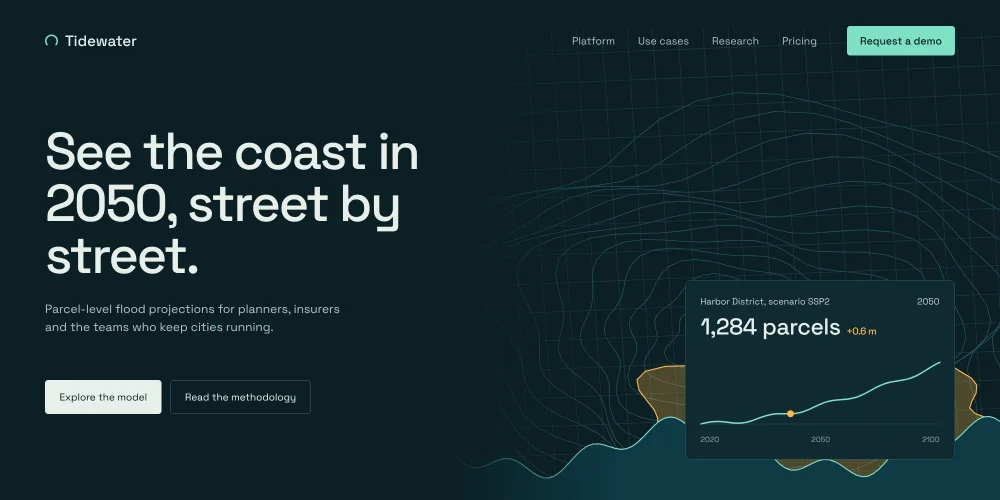 Tidewater
Platform Use cases Research Pricing Request a demo
See the coast in
2050, street by
street.
Parcel-level flood projections for planners, insurers
and the teams who keep cities running.
Explore the model Read the methodology
Harbor District, scenario SSP2 2050
1,284 parcels +0.6 m
2020 2050 2100